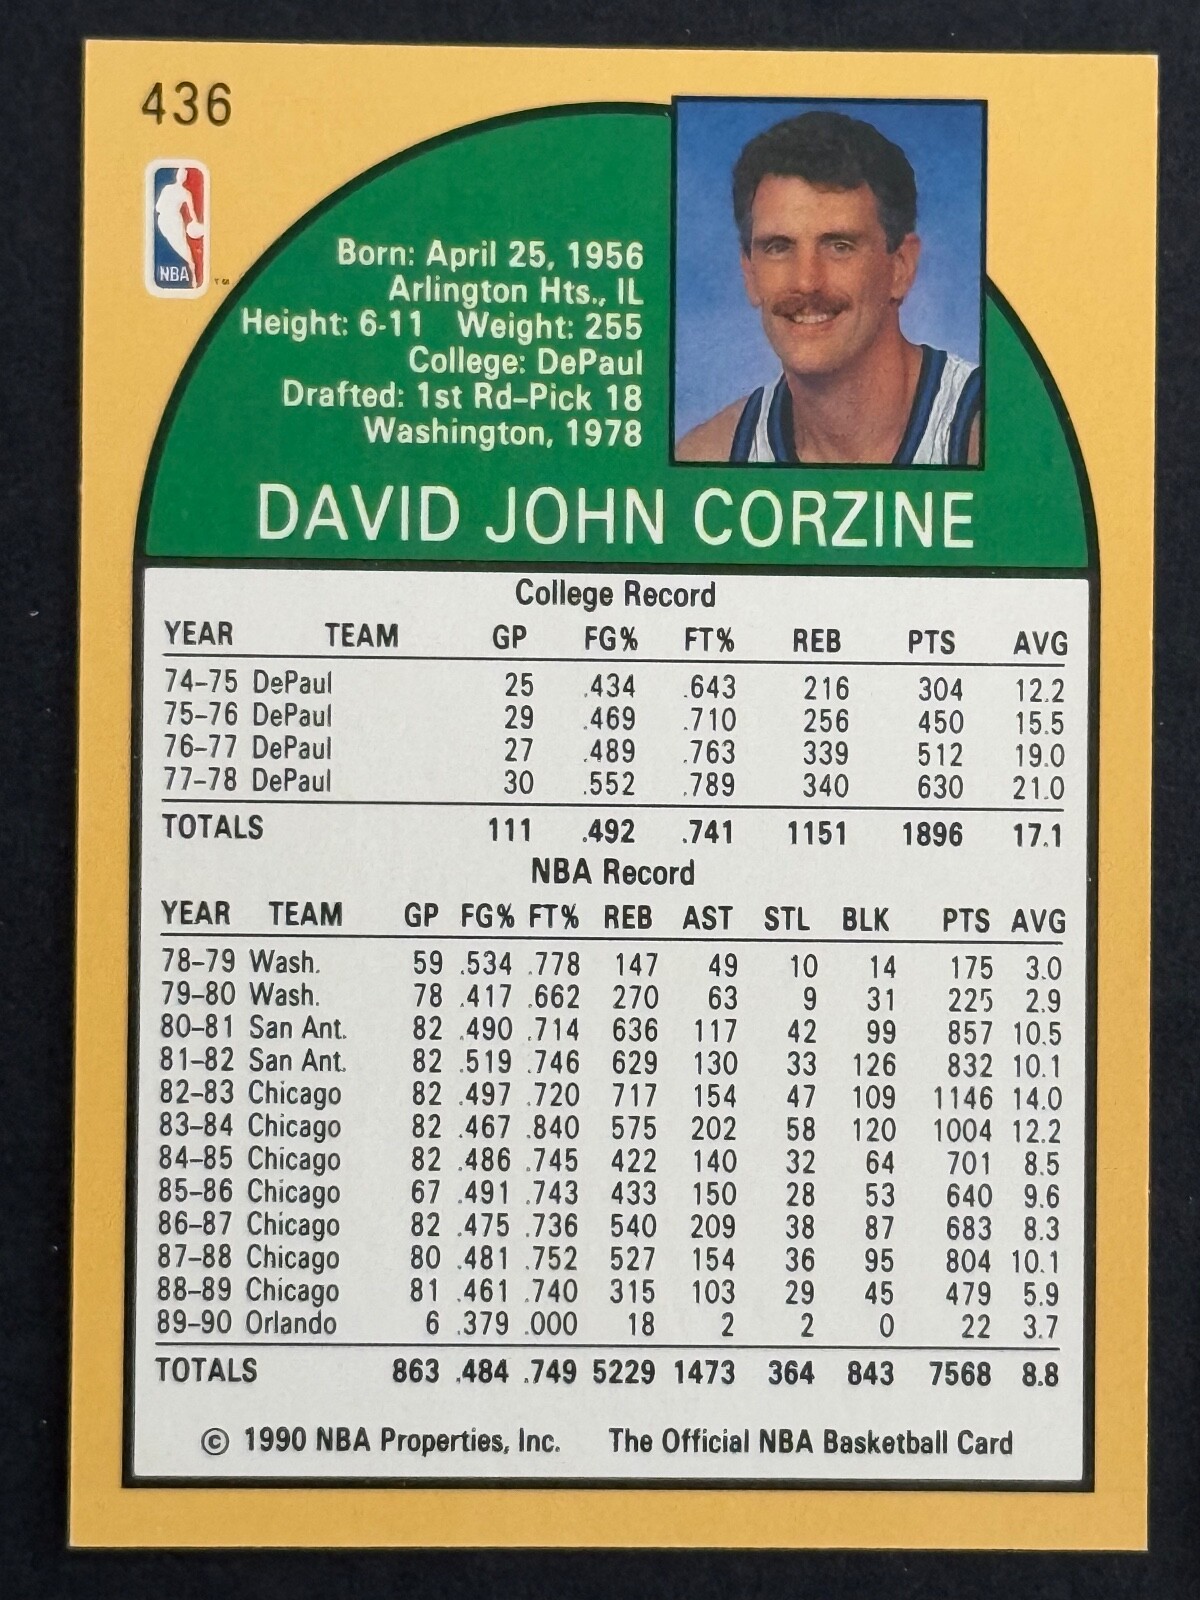 436
NBA
TM
Born: April 25, 1956
Arlington Hts., IL
Height: 6-11 Weight: 255
College: DePaul
Drafted: 1st Rd-Pick 18
Washington, 1978
DAVID JOHN CORZINE
College Record
YEAR TEAM GP FG% FT% REB PTS AVG
74-75 DePaul 25 .434 .643 216 304 12.2
75-76 DePaul 29 .469 .710 256 450 15.5
76-77 DePaul 27 .489 .763 339 512 19.0
77-78 DePaul 30 .552 .789 340 630 21.0
TOTALS 111 .492 .741 1151 1896 17.1
NBA Record
YEAR TEAM GP FG% FT% REB AST STL BLK PTS AVG
78-79 Wash. 59 .534 .778 147 49 10 14 175 3.0
79-80 Wash. 78 .417 .662 270 63 9 31 225 2.9
80-81 San Ant. 82 .490 .714 636 117 42 99 857 10.5
81-82 San Ant. 82 .519 .746 629 130 33 126 832 10.1
82-83 Chicago 82 .497 .720 717 154 47 109 1146 14.0
83-84 Chicago 82 .467 .840 575 202 58 120 1004 12.2
84-85 Chicago 82 .486 .745 422 140 32 64 701 8.5
85-86 Chicago 67 .491 .743 433 150 28 53 640 9.6
86-87 Chicago 82 .475 .736 540 209 38 87 683 8.3
87-88 Chicago 80 .481 .752 527 154 36 95 804 10.1
88-89 Chicago 81 .461 .740 315 103 29 45 479 5.9
89-90 Orlando 6 .379 .000 18 2 2 0 22 3.7
TOTALS 863 .484 .749 5229 1473 364 843 7568 8.8
© 1990 NBA Properties, Inc. The Official NBA Basketball Card